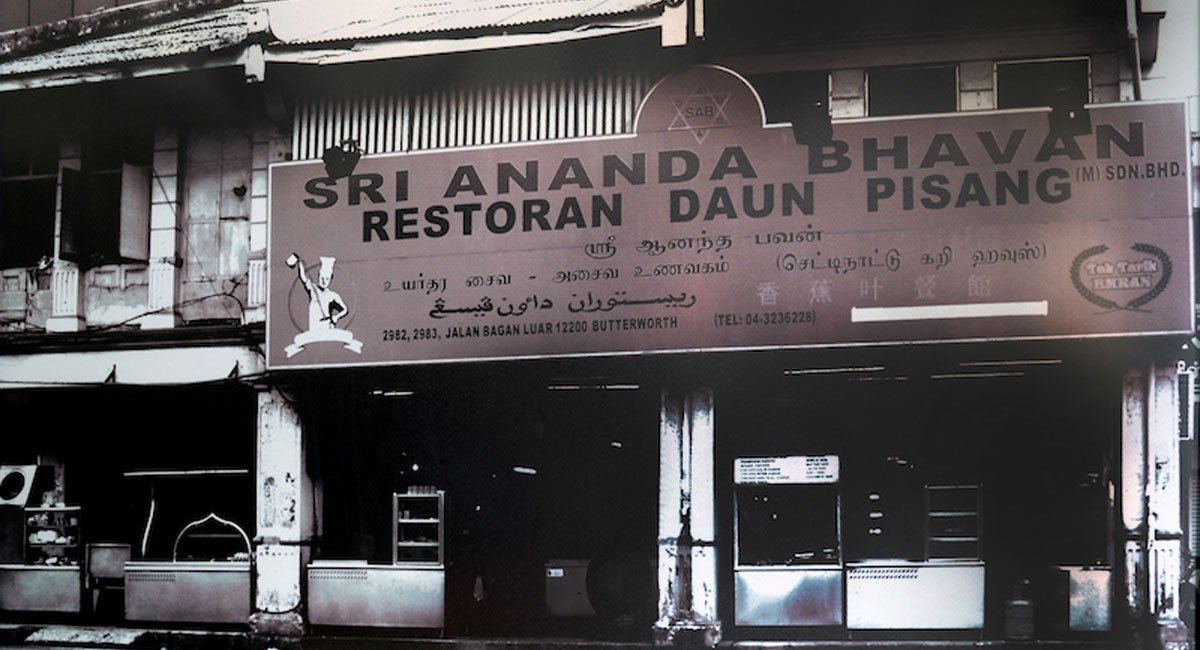 SAB
SRI ANANDA BHAVAN
(M) SDN.BHD.
RESTORAN DAUN PISANG
ஸ்ரீ ஆனந்த பவன்
உயர்தர சைவ - அசைவ உணவகம் (செட்டிநாட்டு கறி ஹவுஸ்)
ريستوران داون ڤيسڠ
香蕉叶餐館
2982, 2983, JALAN BAGAN LUAR 12200 BUTTERWORTH (TEL: 04-3236228)
Teh Tarik
EMRAN